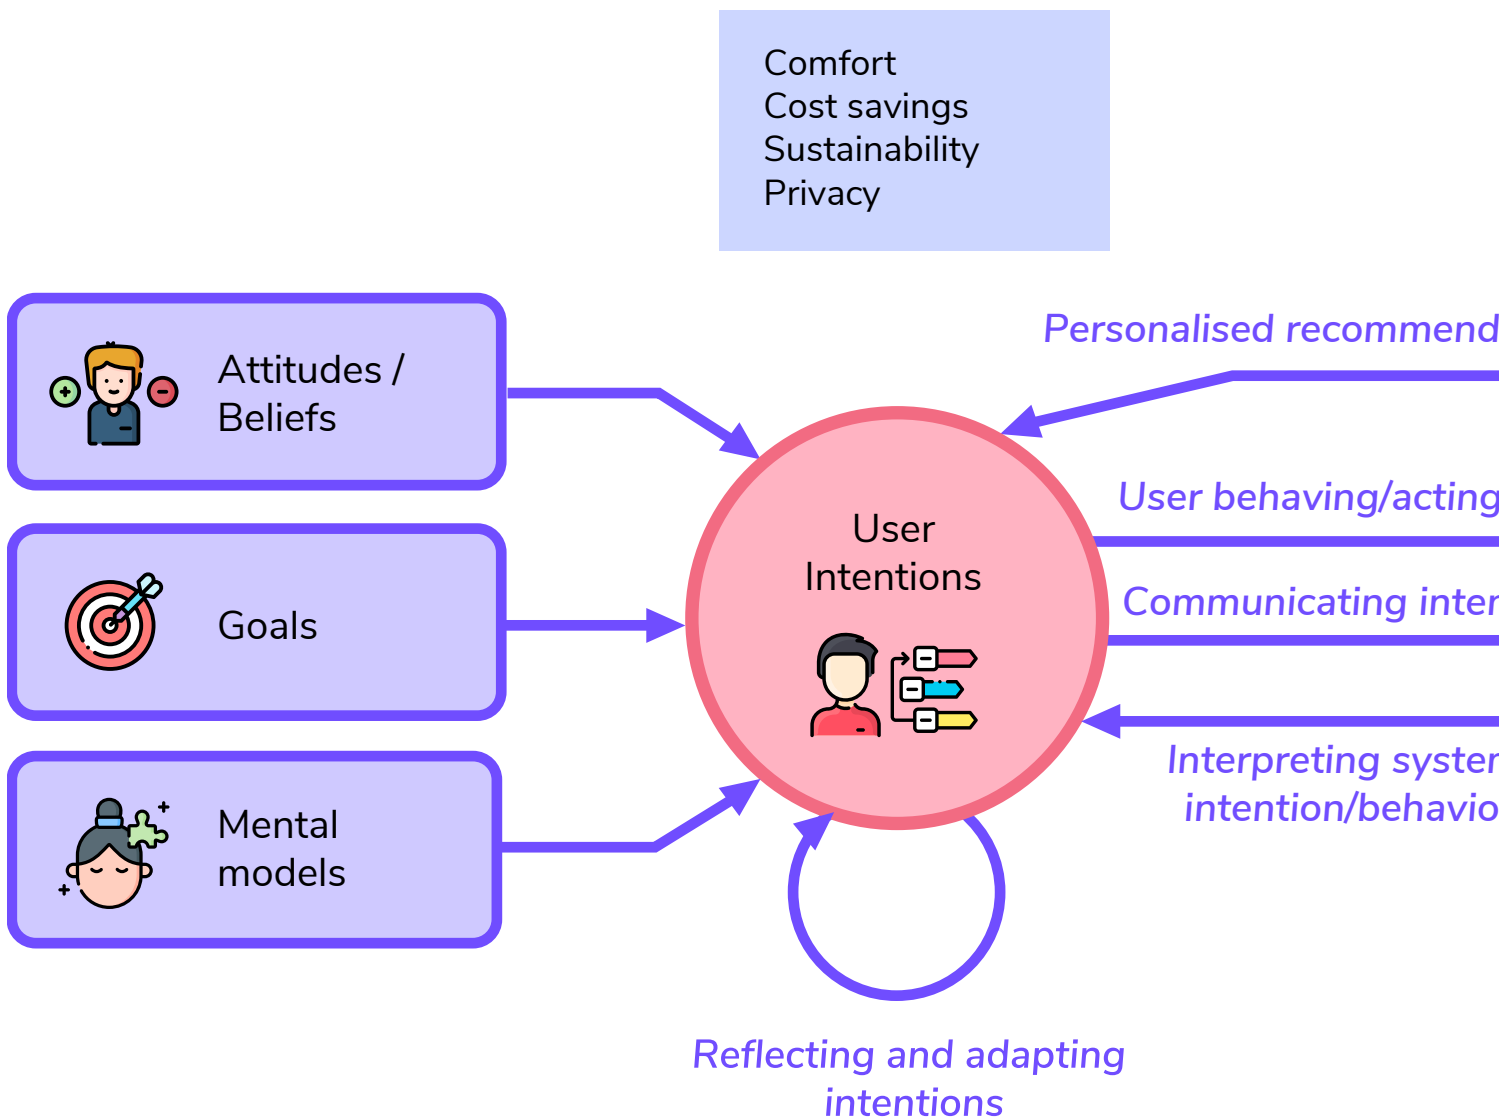 Comfort
Cost savings
Sustainability
Privacy
Attitudes /
Beliefs
Goals
Mental
models
User
Intentions
Personalised recommend
User behaving/acting
Communicating inter
Interpreting syster
intention/behavio
Reflecting and adapting
intentions